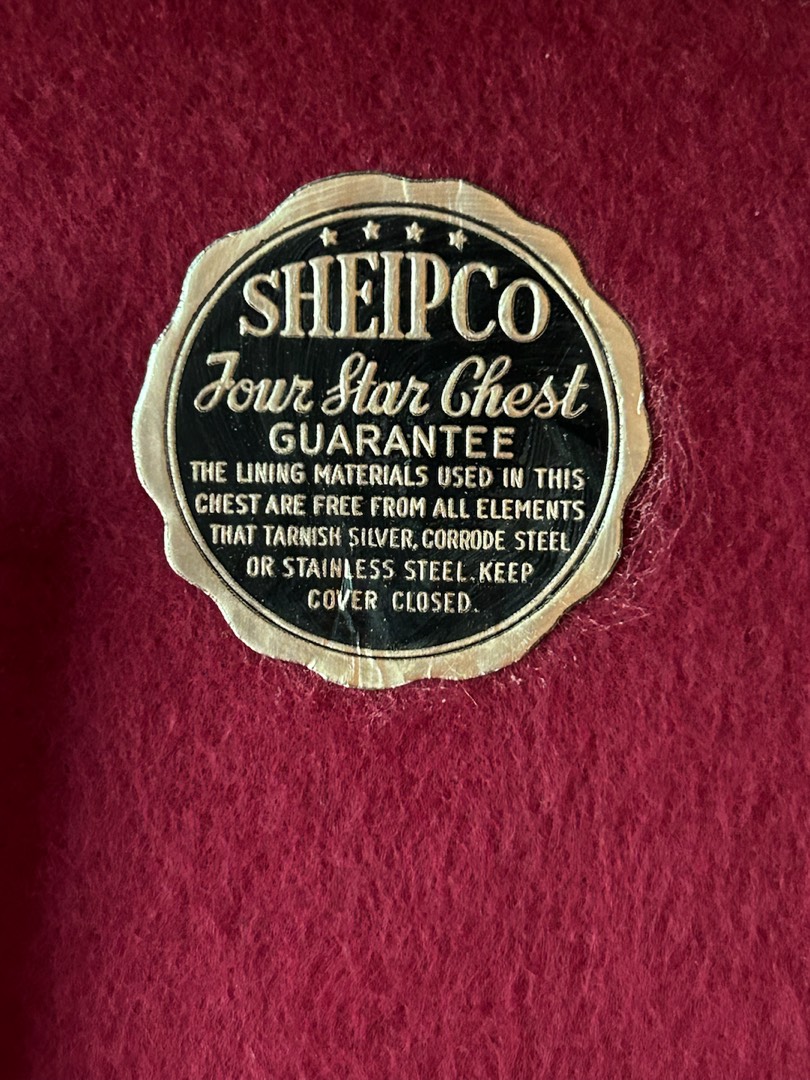 SHEIPCO
Four Star Chest
GUARANTEE
THE LINING MATERIALS USED IN THIS
CHEST ARE FREE FROM ALL ELEMENTS
THAT TARNISH SILVER, CORRODE STEEL
OR STAINLESS STEEL. KEEP
COVER CLOSED.